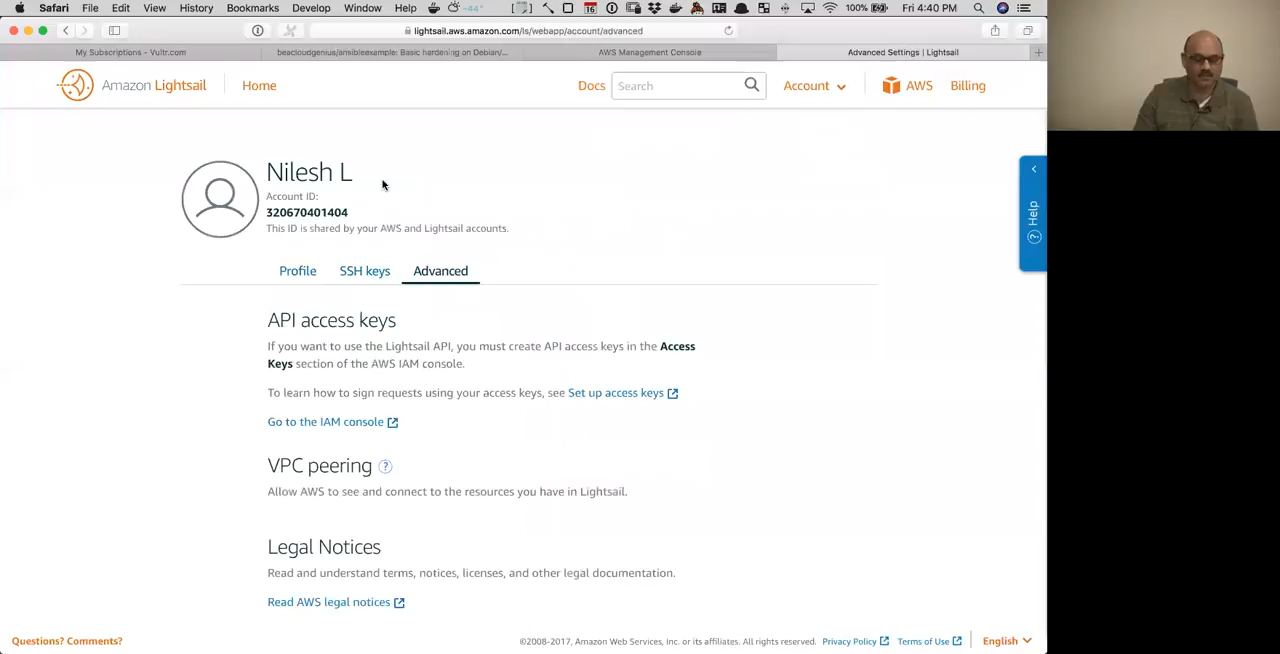 Safari File Edit View History Bookmarks Develop Window Help -44° 16 100% Fri 4:40 PM
lightsail.aws.amazon.com/ls/webapp/account/advanced
My Subscriptions - Vultr.com beacloudgenius/ansibleexample: Basic hardening on Debian/... AWS Management Console Advanced Settings | Lightsail
Amazon Lightsail Home Docs Search Account AWS Billing
Nilesh L
Account ID:
320670401404
This ID is shared by your AWS and Lightsail accounts.
Help
Profile SSH keys Advanced
API access keys
If you want to use the Lightsail API, you must create API access keys in the Access
Keys section of the AWS IAM console.
To learn how to sign requests using your access keys, see Set up access keys
Go to the IAM console
VPC peering ?
Allow AWS to see and connect to the resources you have in Lightsail.
Legal Notices
Read and understand terms, notices, licenses, and other legal documentation.
Read AWS legal notices
Questions? Comments? ©2008-2017, Amazon Web Services, Inc. or its affiliates. All rights reserved. Privacy Policy Terms of Use English